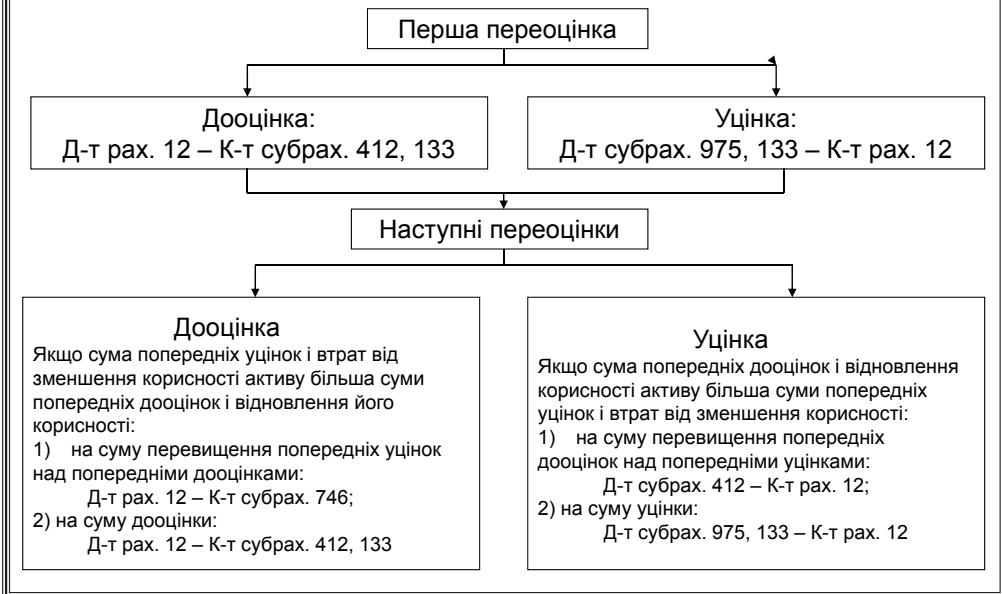 Перша переоцінка
Дооцінка:
Д-т рах. 12 – К-т субрах. 412, 133
Уцінка:
Д-т субрах. 975, 133 – К-т рах. 12
Наступні переоцінки
Дооцінка
Якщо сума попередніх уцінок і втрат від
зменшення корисності активу більша суми
попередніх дооцінок і відновлення його
корисності:
1) на суму перевищення попередніх уцінок
над попередніми дооцінками:
Д-т рах. 12 – К-т субрах. 746;
2) на суму дооцінки:
Д-т рах. 12 – К-т субрах. 412, 133
Уцінка
Якщо сума попередніх дооцінок і відновлення
корисності активу більша суми попередніх
уцінок і втрат від зменшення корисності:
1) на суму перевищення попередніх
дооцінок над попередніми уцінками:
Д-т субрах. 412 – К-т рах. 12;
2) на суму уцінки:
Д-т субрах. 975, 133 – К-т рах. 12